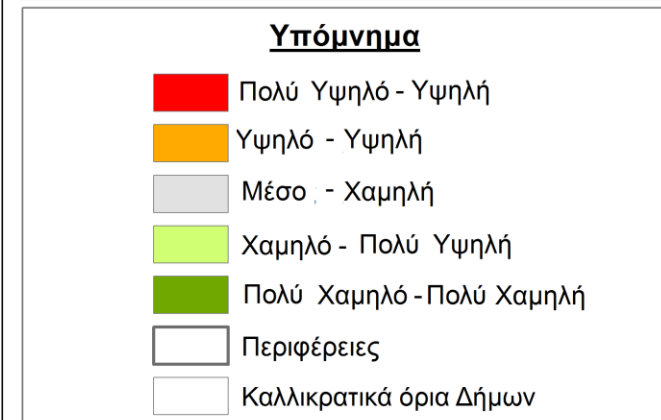 Υπόμνημα
Πολύ Υψηλό - Υψηλή
Υψηλό - Υψηλή
Μέσο - Χαμηλή
Χαμηλό - Πολύ Υψηλή
Πολύ Χαμηλό - Πολύ Χαμηλή
Περιφέρειες
Καλλικρατικά όρια Δήμων